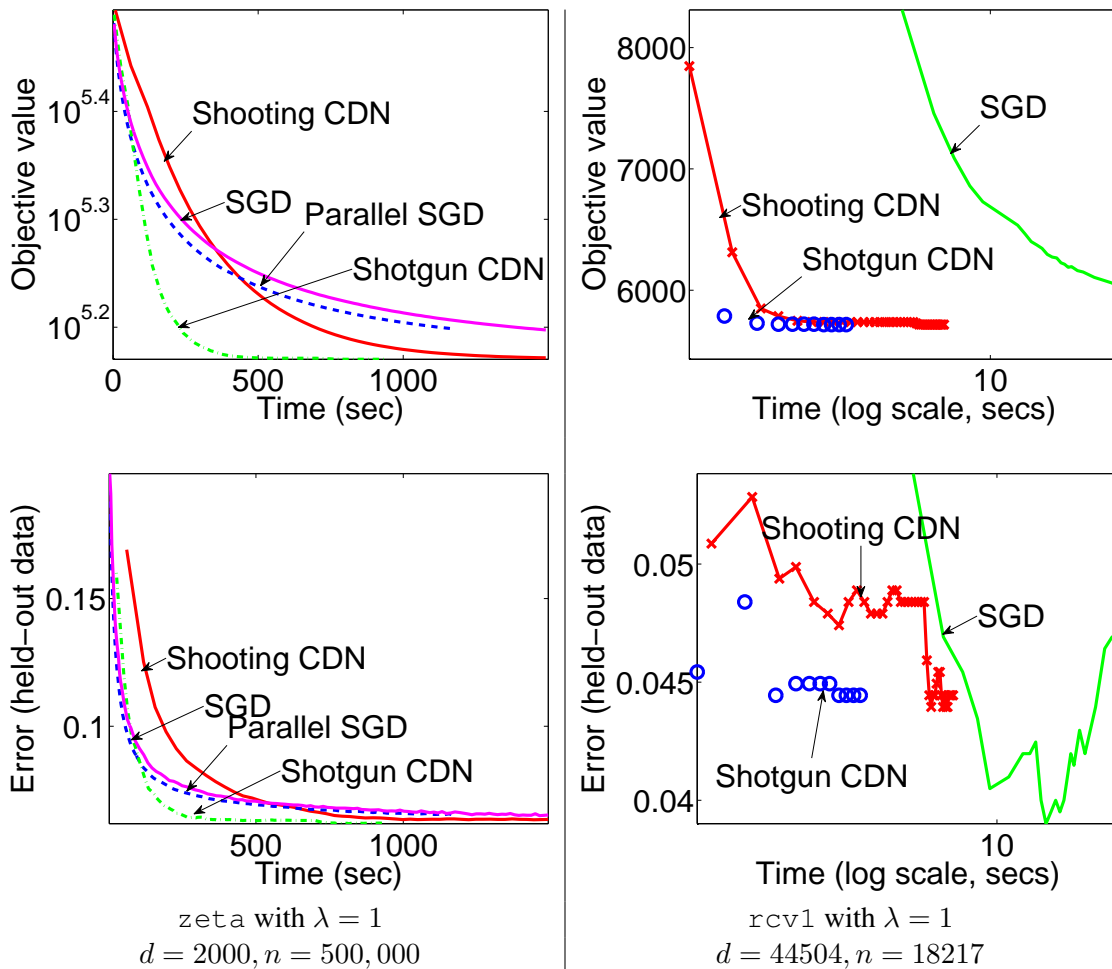 Objective value
10^5.4
10^5.3
10^5.2
Shooting CDN
SGD
Parallel SGD
Shotgun CDN
0
500
1000
Time (sec)
Objective value
8000
7000
6000
SGD
Shooting CDN
Shotgun CDN
10
Time (log scale, secs)
Error (held−out data)
0.15
0.1
Shooting CDN
SGD
Parallel SGD
Shotgun CDN
500
1000
Time (sec)
zeta with λ = 1
d = 2000, n = 500, 000
Error (held−out data)
0.05
0.045
0.04
Shooting CDN
SGD
Shotgun CDN
10
Time (log scale, secs)
rcv1 with λ = 1
d = 44504, n = 18217